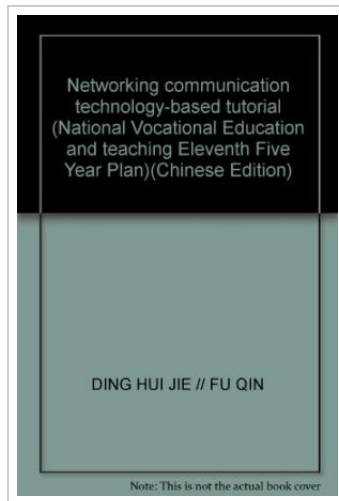 Networking communication
technology-based tutorial
(National Vocational Education
and teaching Eleventh Five
Year Plan)(Chinese Edition)
DING HUI JIE // FU QIN
Note: This is not the actual book cover